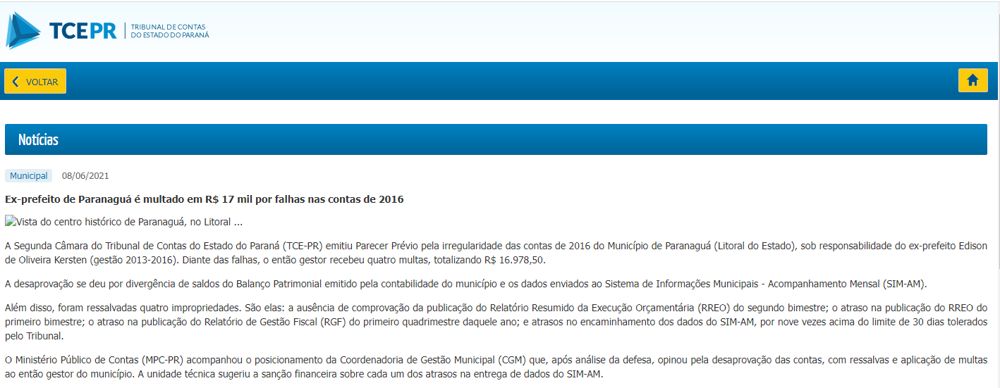 TCEPR
TRIBUNAL DE CONTAS
DO ESTADO DO PARANÁ
VOLTAR
Notícias
Municipal 08/06/2021
Ex-prefeito de Paranaguá é multado em R$ 17 mil por falhas nas contas de 2016
Vista do centro histórico de Paranaguá, no Litoral ...
A Segunda Câmara do Tribunal de Contas do Estado do Paraná (TCE-PR) emitiu Parecer Prévio pela irregularidade das contas de 2016 do Município de Paranaguá (Litoral do Estado), sob responsabilidade do ex-prefeito Edison
de Oliveira Kersten (gestão 2013-2016). Diante das falhas, o então gestor recebeu quatro multas, totalizando R$ 16.978,50.
A desaprovação se deu por divergência de saldos do Balanço Patrimonial emitido pela contabilidade do município e os dados enviados ao Sistema de Informações Municipais - Acompanhamento Mensal (SIM-AM).
Além disso, foram ressalvadas quatro impropriedades. São elas: a ausência de comprovação da publicação do Relatório Resumido da Execução Orçamentária (RREO) do segundo bimestre; o atraso na publicação do RREO do
primeiro bimestre; o atraso na publicação do Relatório de Gestão Fiscal (RGF) do primeiro quadrimestre daquele ano; e atrasos no encaminhamento dos dados do SIM-AM, por nove vezes acima do limite de 30 dias tolerados
pelo Tribunal.
O Ministério Público de Contas (MPC-PR) acompanhou o posicionamento da Coordenadoria de Gestão Municipal (CGM) que, após análise da defesa, opinou pela desaprovação das contas, com ressalvas e aplicação de multas
ao então gestor do município. A unidade técnica sugeriu a sanção financeira sobre cada um dos atrasos na entrega de dados do SIM-AM.